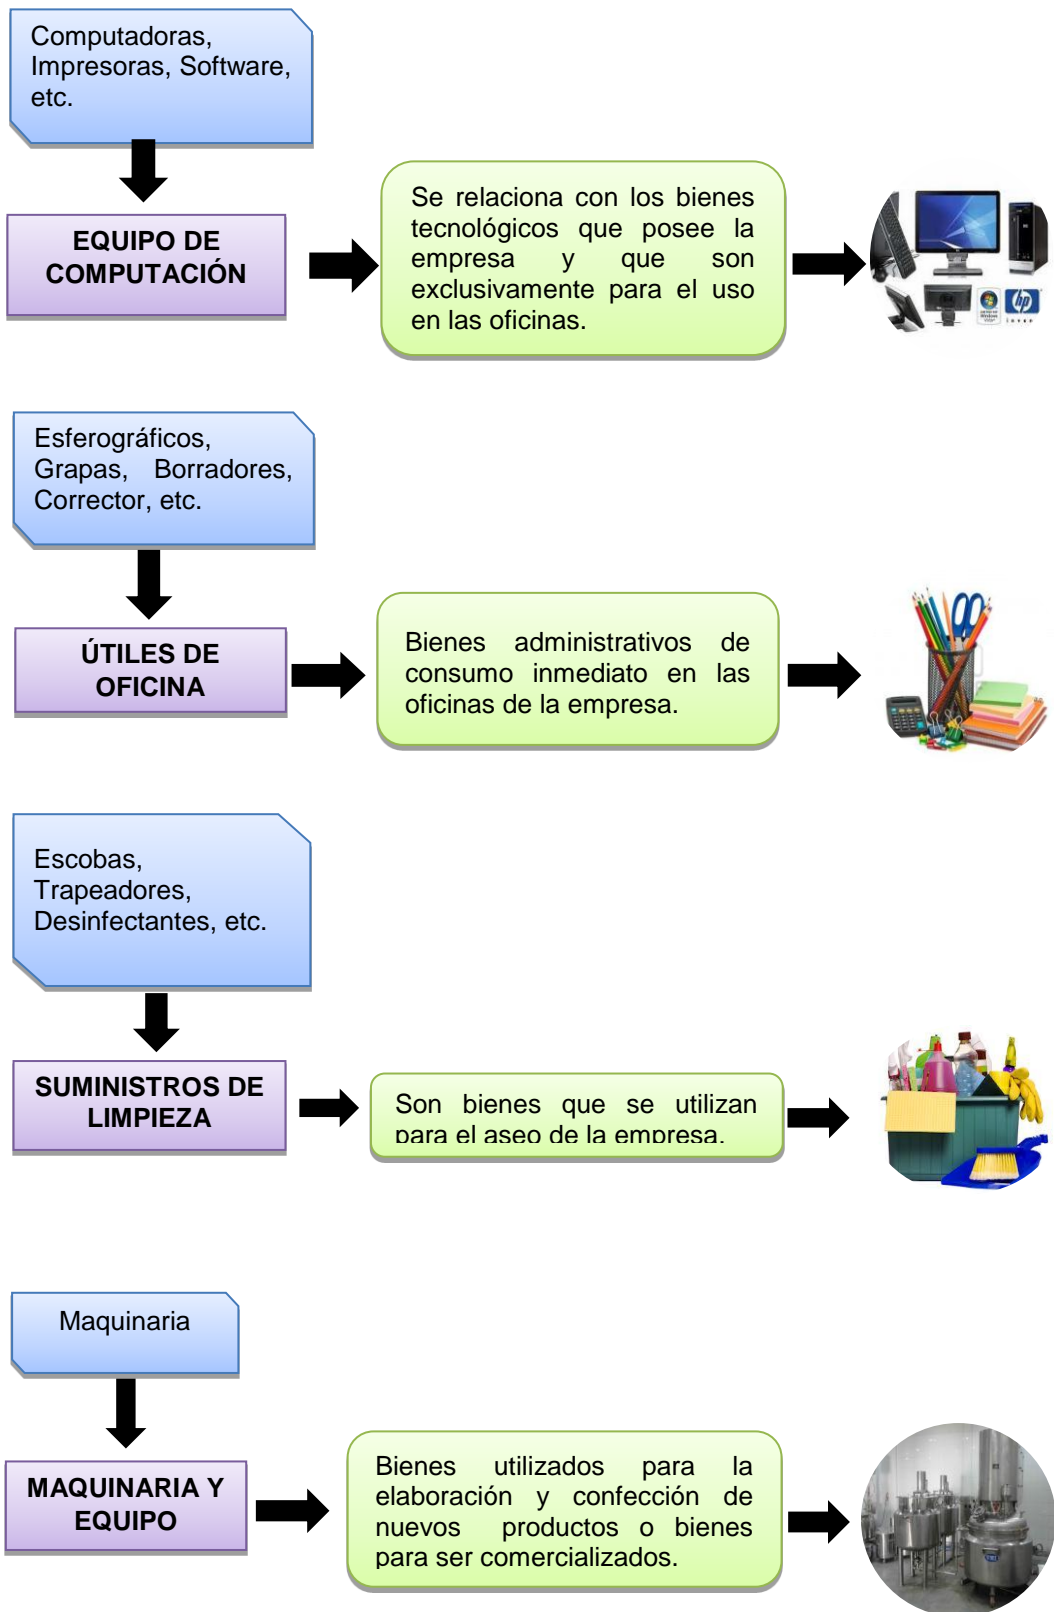 Computadoras,
Impresoras, Software,
etc.
EQUIPO DE
COMPUTACIÓN
Se relaciona con los bienes
tecnológicos que posee la
empresa y que son
exclusivamente para el uso
en las oficinas.
hp
Esferográficos,
Grapas, Borradores,
Corrector, etc.
ÚTILES DE
OFICINA
Bienes administrativos de
consumo inmediato en las
oficinas de la empresa.
Escobas,
Trapeadores,
Desinfectantes, etc.
SUMINISTROS DE
LIMPIEZA
Son bienes que se utilizan
para el aseo de la empresa.
Maquinaria
MAQUINARIA Y
EQUIPO
Bienes utilizados para la
elaboración y confección de
nuevos productos o bienes
para ser comercializados.